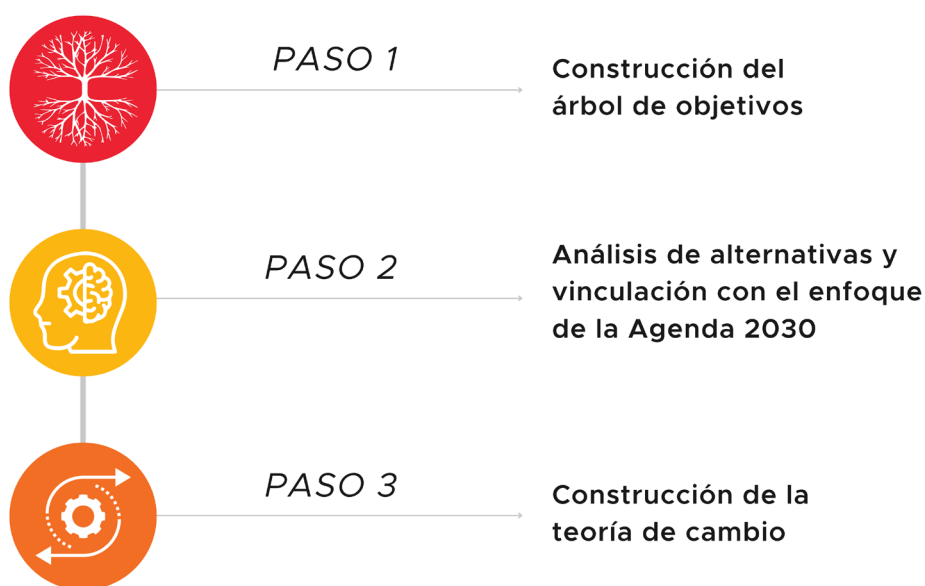 PASO 1
Construcción del
árbol de objetivos
PASO 2
Análisis de alternativas y
vinculación con el enfoque
de la Agenda 2030
PASO 3
Construcción de la
teoría de cambio